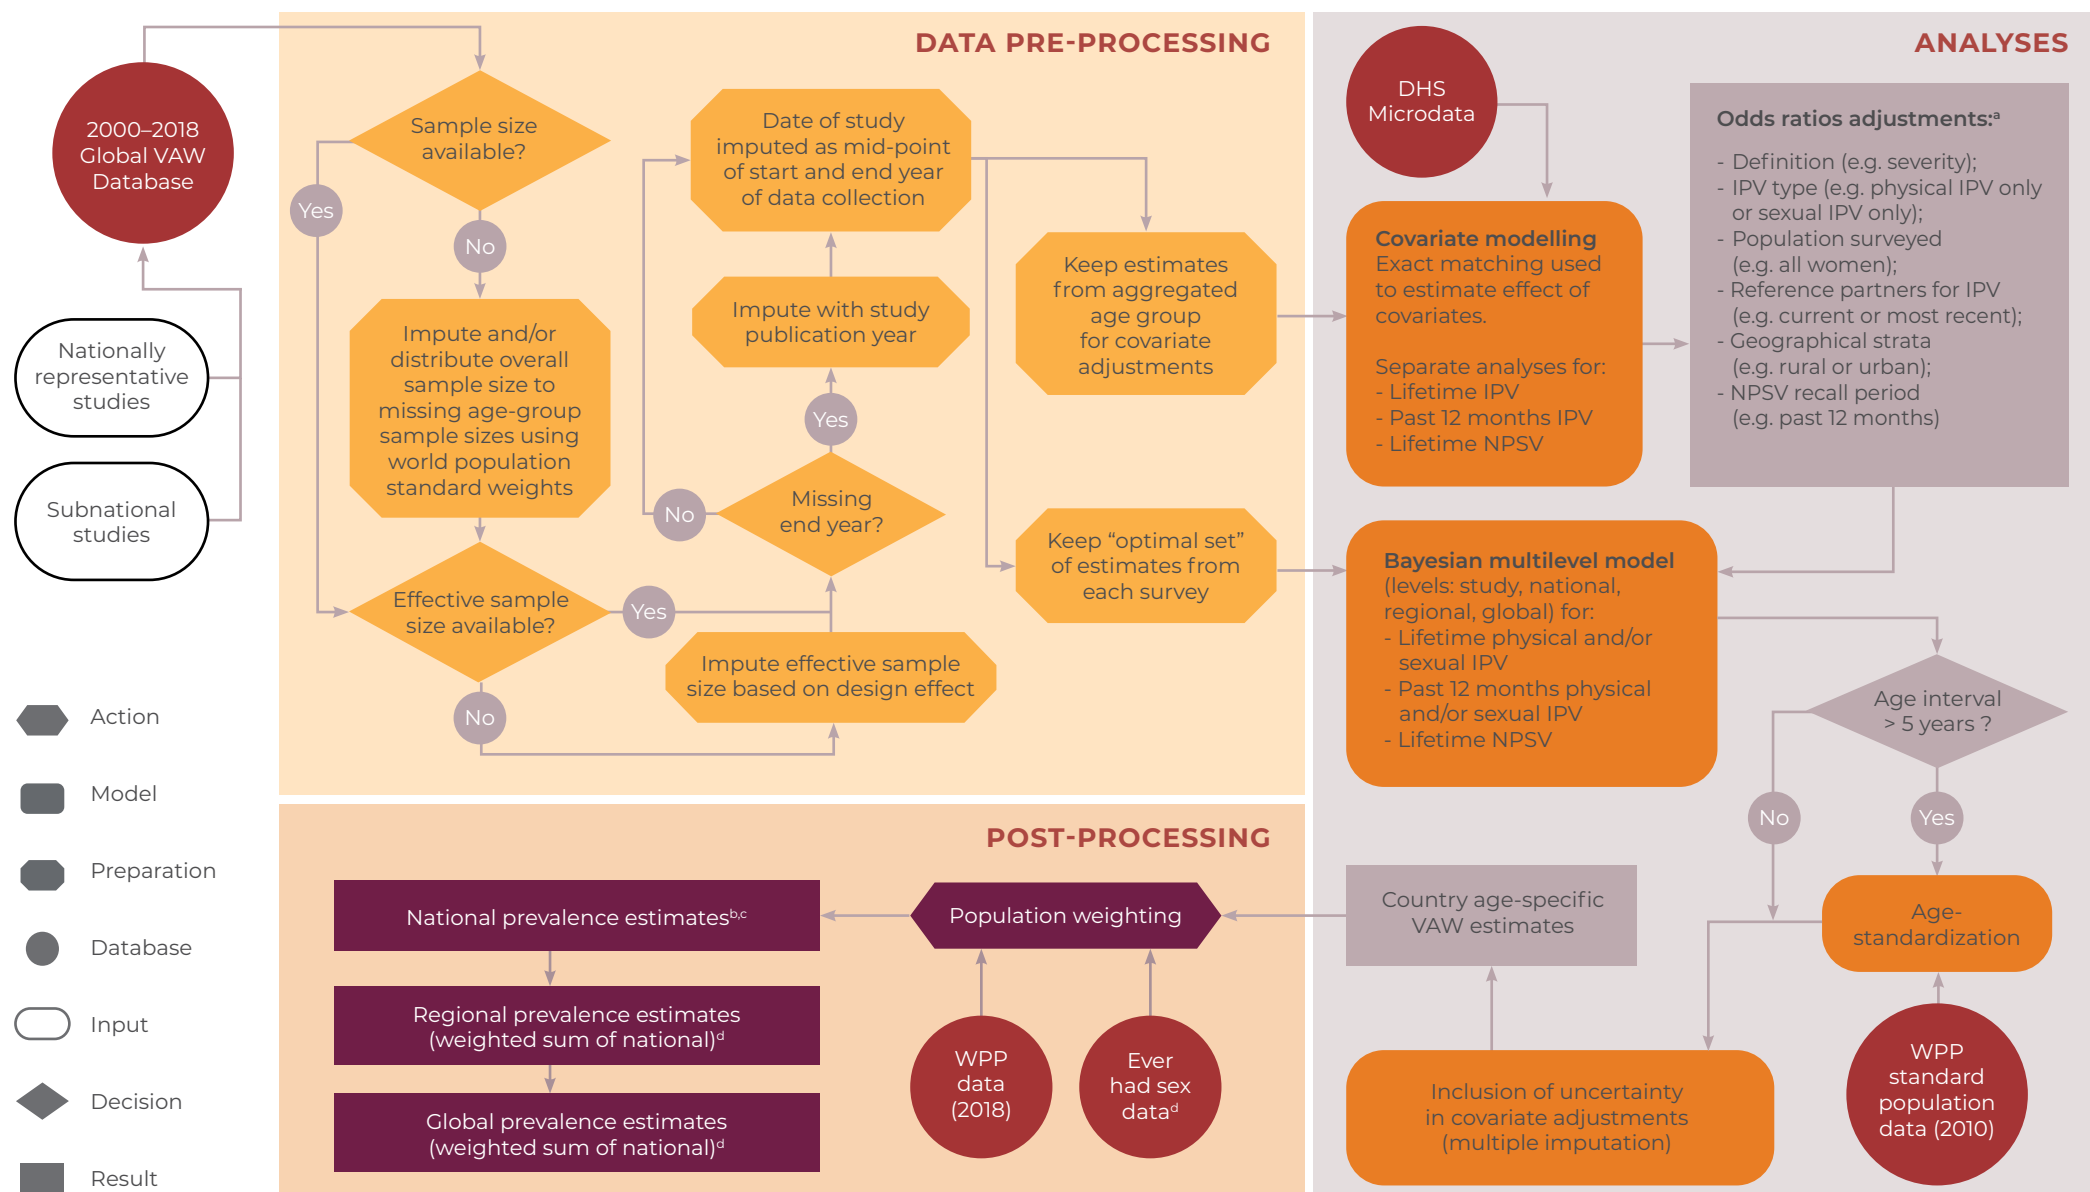 2000–2018
Global VAW
Database
Nationally
representative
studies
Subnational
studies
Action
Model
Preparation
Database
Input
Decision
Result
DATA PRE-PROCESSING
Sample size
available?
Yes
No
Impute and/or
distribute overall
sample size to
missing age-group
sample sizes using
world population
standard weights
Effective sample
size available?
Yes
No
Impute effective sample
size based on design effect
Missing
end year?
No
Yes
Impute with study
publication year
Date of study
imputed as mid-point
of start and end year
of data collection
Keep estimates
from aggregated
age group
for covariate
adjustments
Keep “optimal set”
of estimates from
each survey
ANALYSES
DHS
Microdata
Covariate modelling
Exact matching used
to estimate effect of
covariates.
Separate analyses for:
- Lifetime IPV
- Past 12 months IPV
- Lifetime NPSV
Odds ratios adjustments:a
- Definition (e.g. severity);
- IPV type (e.g. physical IPV only
or sexual IPV only);
- Population surveyed
(e.g. all women);
- Reference partners for IPV
(e.g. current or most recent);
- Geographical strata
(e.g. rural or urban);
- NPSV recall period
(e.g. past 12 months)
Bayesian multilevel model
(levels: study, national,
regional, global) for:
- Lifetime physical and/or
sexual IPV
- Past 12 months physical
and/or sexual IPV
- Lifetime NPSV
Age interval
> 5 years ?
No
Yes
Age-
standardization
WPP
standard
population
data (2010)
Inclusion of uncertainty
in covariate adjustments
(multiple imputation)
Country age-specific
VAW estimates
POST-PROCESSING
Population weighting
WPP
data
(2018)
Ever
had sex
datad
National prevalence estimatesb,c
Regional prevalence estimates
(weighted sum of national)d
Global prevalence estimates
(weighted sum of national)d